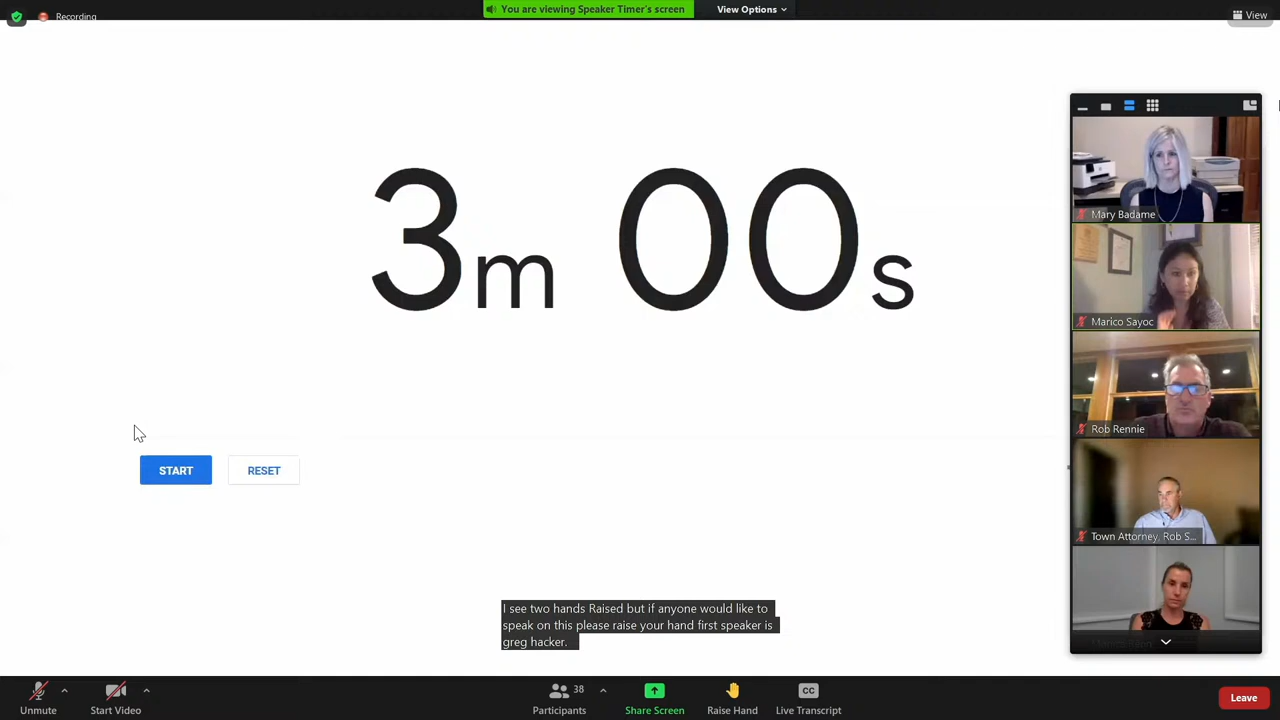 Recording
You are viewing Speaker Timer's screen
View Options
View
3m 00s
START
RESET
Mary Badame
Marico Sayoc
Rob Rennie
Town Attorney, Rob S...
I see two hands Raised but if anyone would like to
speak on this please raise your hand first speaker is
greg hacker.
Unmute
Start Video
38
Participants
Share Screen
Raise Hand
CC
Live Transcript
Leave